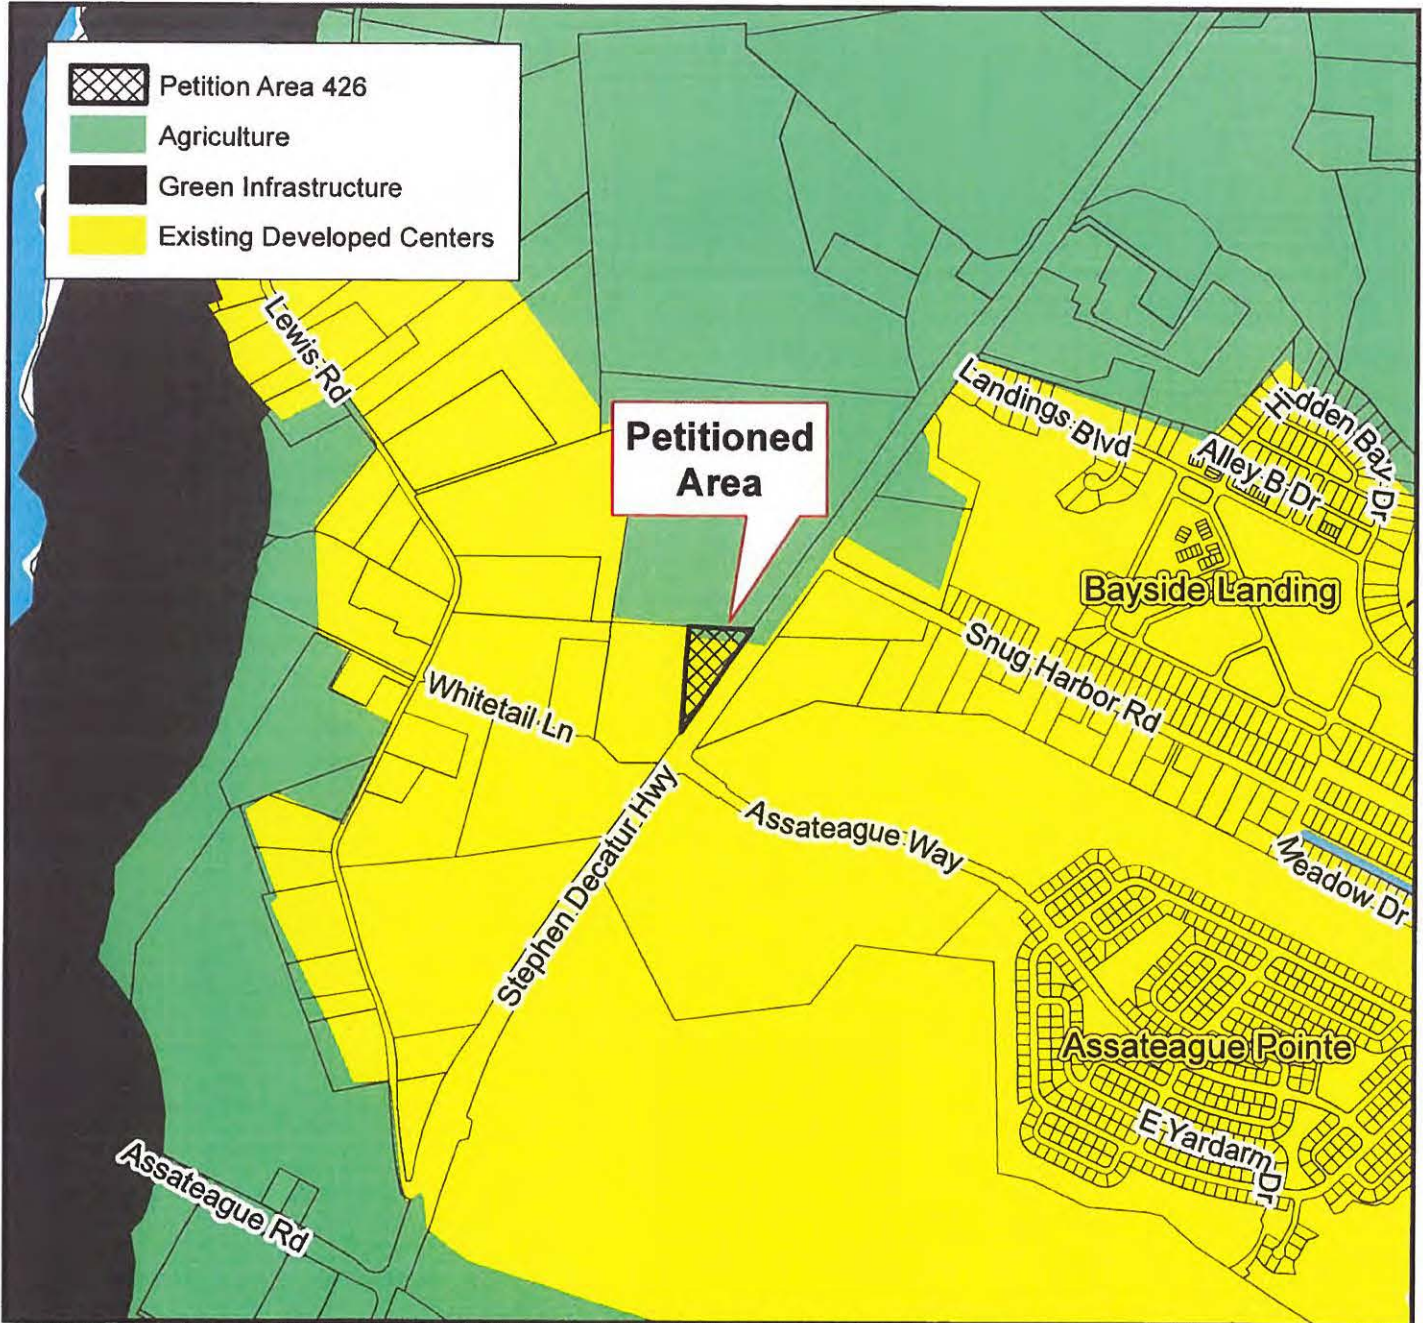 Petition Area 426
Agriculture
Green Infrastructure
Existing Developed Centers
Lewis Rd
Petitioned
Area
Landings Blvd
Hidden Bay Dr
Alley B Dr
Bayside Landing
Snug Harbor Rd
Whitetail Ln
Stephen Decatur Hwy
Assateague Way
Meadow Dr
Assateague Pointe
E Yardarm Dr
Assateague Rd